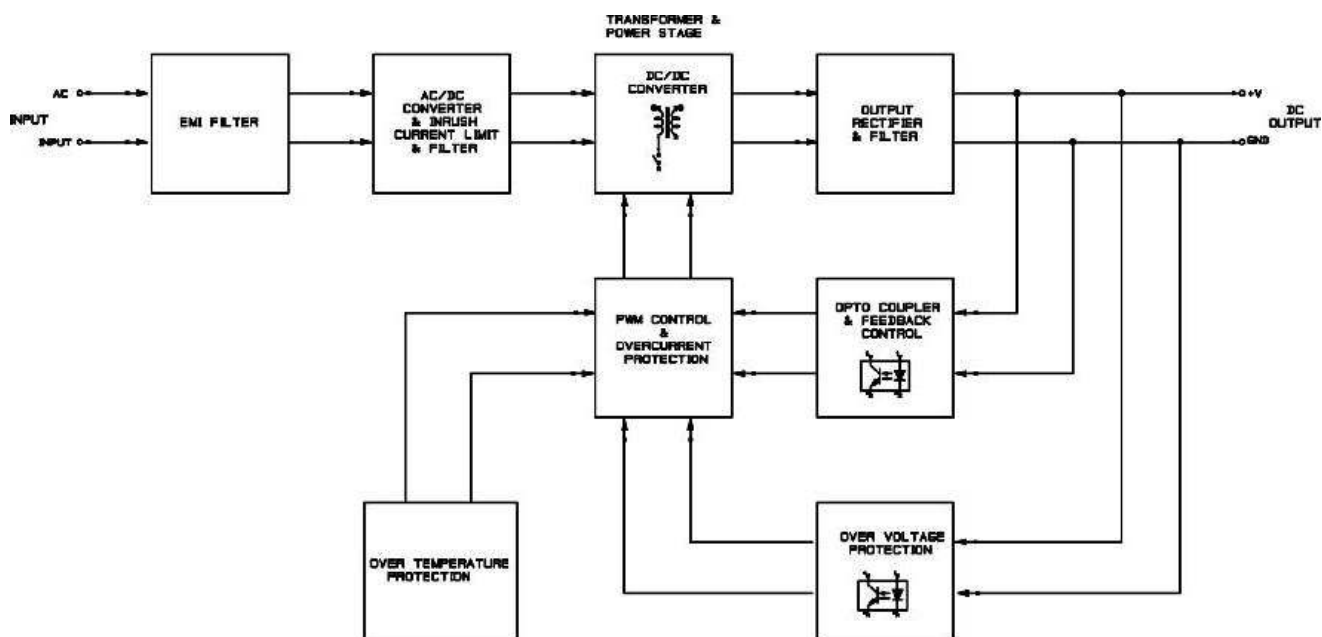 TRANSFORMER &
POWER STAGE
AC
INPUT
INPUT
EMI FILTER
AC/DC
CONVERTER
& INRUSH
CURRENT LIMIT
& FILTER
DC/DC
CONVERTER
OUTPUT
RECTIFIER
& FILTER
+V
DC
OUTPUT
GND
PWM CONTROL
&
OVERCURRENT
PROTECTION
OPTO COUPLER
& FEEDBACK
CONTROL
OVER TEMPERATURE
PROTECTION
OVER VOLTAGE
PROTECTION